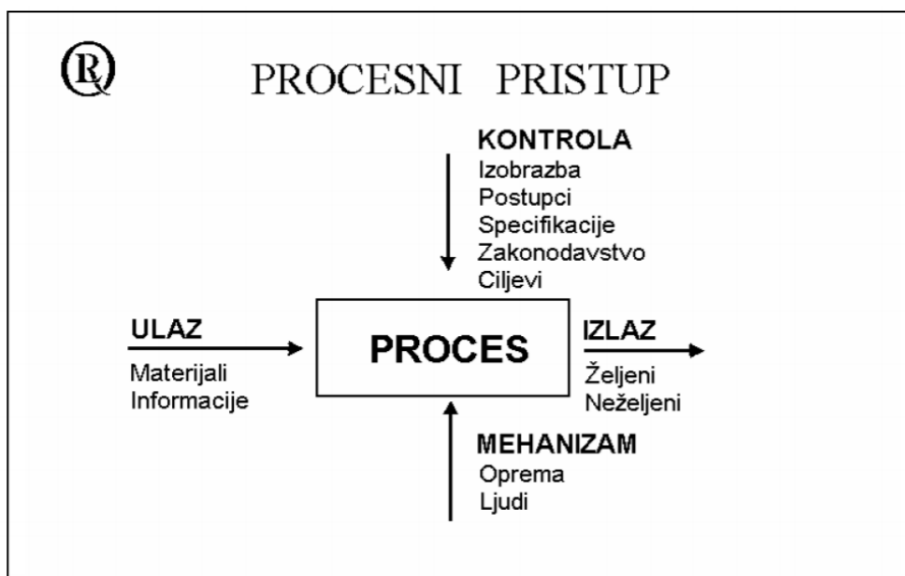 PROCESNI PRISTUP
KONTROLA
Izobrazba
Postupci
Specifikacije
Zakonodavstvo
Ciljevi
ULAZ
Materijali
Informacije
PROCES
IZLAZ
Željeni
Neželjeni
MEHANIZAM
Oprema
Ljudi